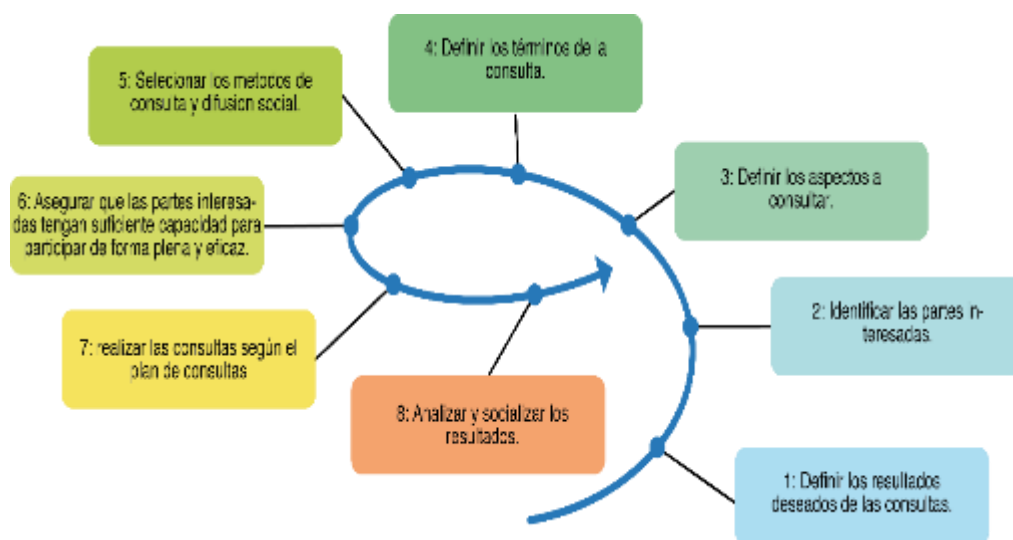 4: Definir los términos de la
consulta.
5: Selecionar los metodos de
consulta y difusion social.
3: Definir los aspectos a
consultar.
6: Asegurar que las partes interesa-
das tengan suficiente capacidad para
participar de forma plena y eficaz.
2: Identificar las partes in-
teresadas.
7: realizar las consultas según el
plan de consultas
8: Analizar y socializar los
resultados.
1: Definir los resultados
deseados de las consultas.